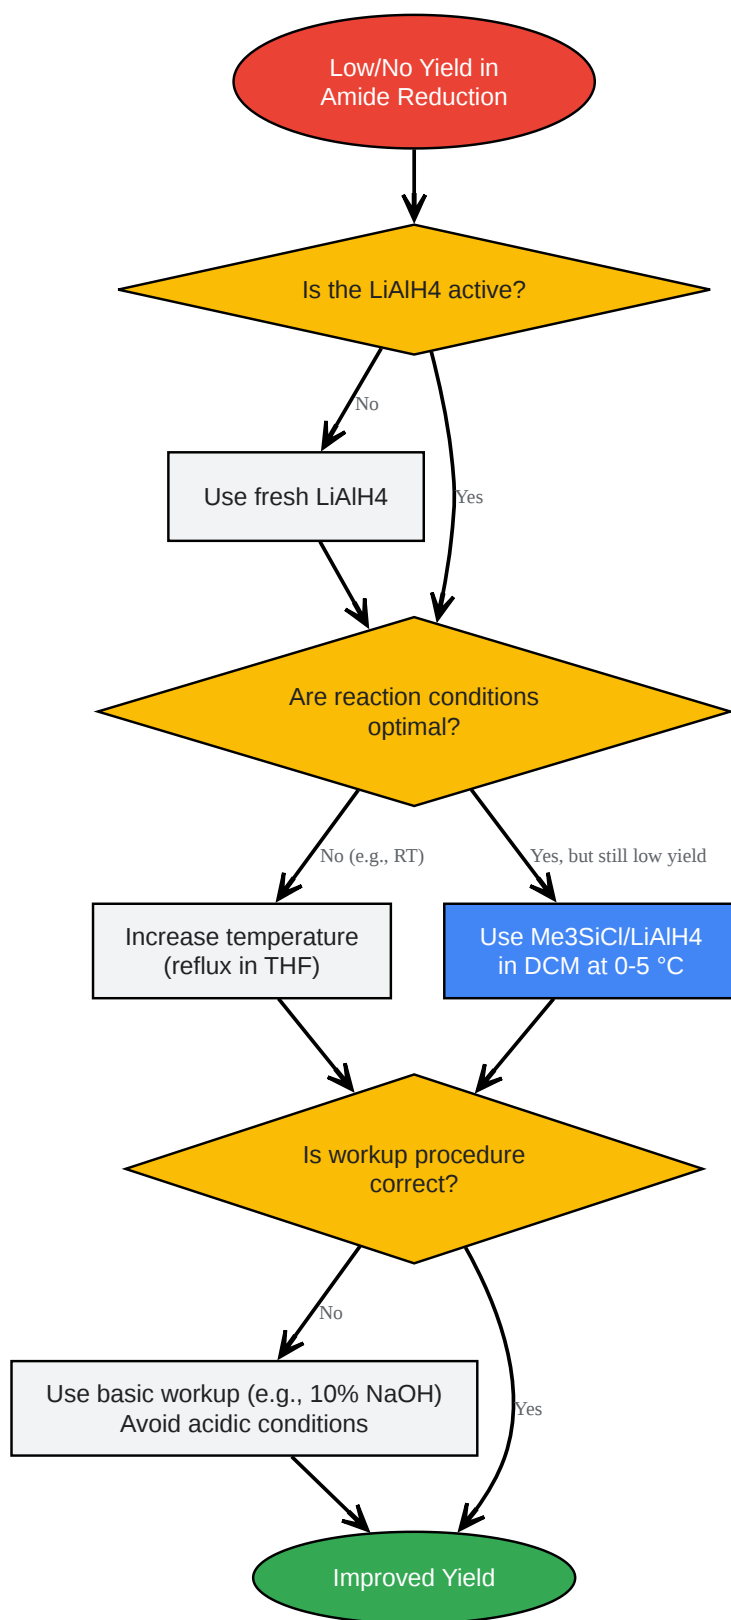 Low/No Yield in
Amide Reduction
Is the LiAlH4 active?
No
Use fresh LiAlH4
Yes
Are reaction conditions
optimal?
No (e.g., RT)
Yes, but still low yield
Increase temperature
(reflux in THF)
Use Me3SiCl/LiAlH4
in DCM at 0-5 °C
Is workup procedure
correct?
No
Use basic workup (e.g., 10% NaOH)
Avoid acidic conditions
Yes
Improved Yield